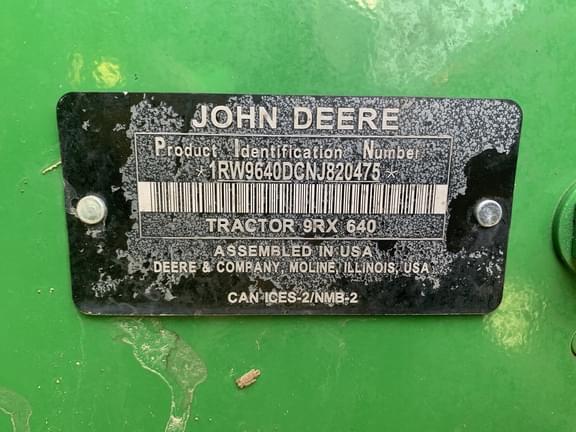 JOHN DEERE
Product Identification Number
*1RW9640DCNJ820475*
TRACTOR 9RX 640
ASSEMBLED IN USA
DEERE & COMPANY, MOLINE, ILLINOIS, USA
CAN ICES-2/NMB-2